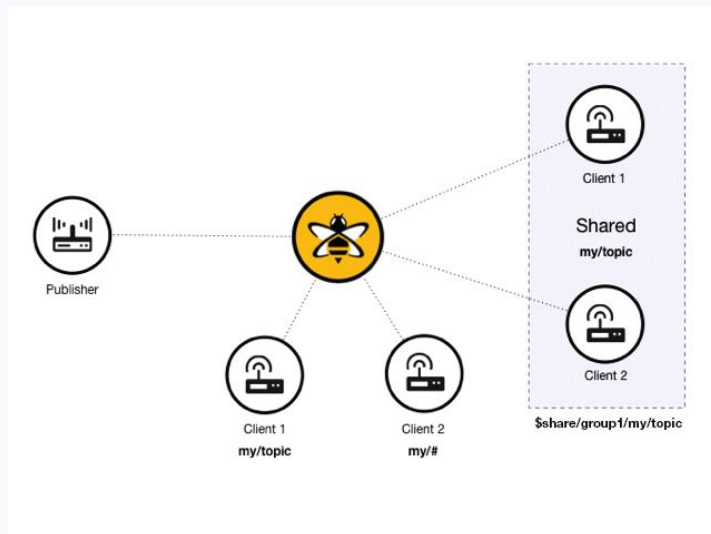 Client 1
Shared
my/topic
Publisher
Client 2
$share/group1/my/topic
Client 1
my/topic
Client 2
my/#